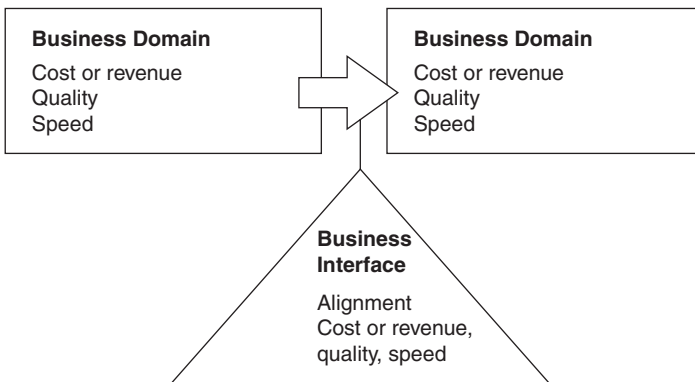 Business Domain
Cost or revenue
Quality
Speed
Business Domain
Cost or revenue
Quality
Speed
Business
Interface
Alignment
Cost or revenue,
quality, speed